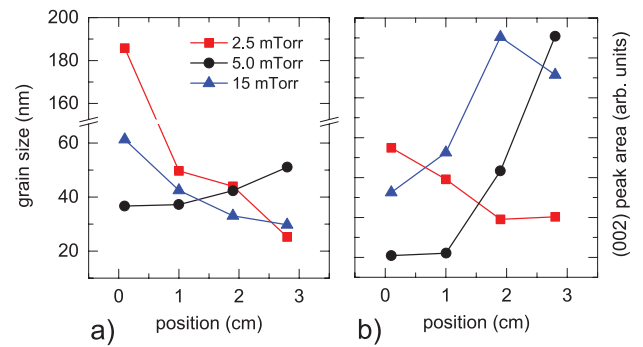 200
180
160
60
40
20
grain size (nm)
2.5 mTorr
5.0 mTorr
15 mTorr
0 1 2 3
position (cm)
a)
0 1 2 3
position (cm)
b)
(002) peak area (arb. units)